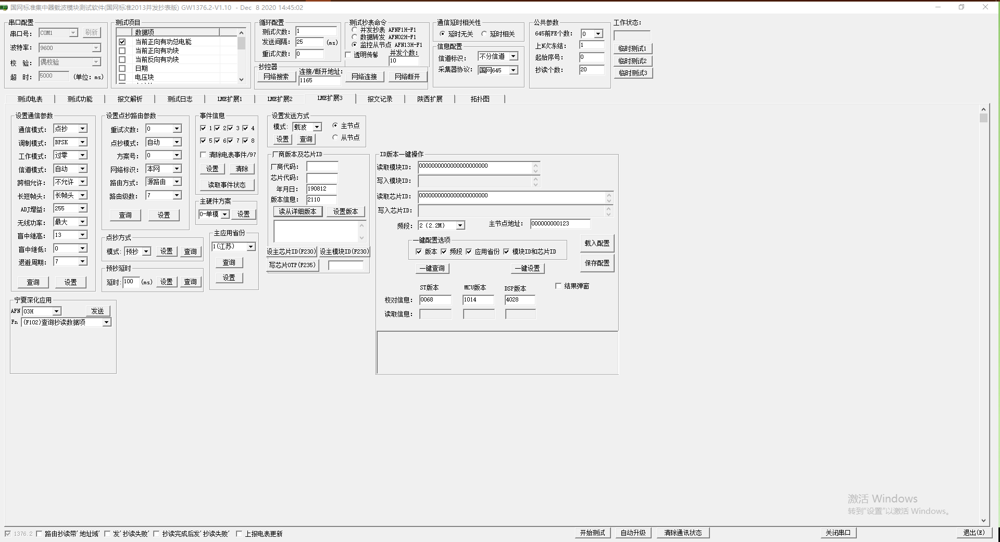 国网标准集中器载波模块测试软件(国网标准2013并发抄表版) GW1376.2-V1.10 - Dec 8 2020 14:45:02
串口配置
串口号: COM1 刷新
波特率: 9600
校 验: 偶校验
超 时: 5000 (单位: ms)
测试项目
数据项
当前正向有功总电能
当前正向有功块
当前反向有功块
日期
电压块
循环配置
测试次数: 1
发送间隔: 25 (ms)
重试次数: 0
抄控器
网络搜索
连接/断开地址:
1165
网络连接 网络断开
测试抄表命令
并发抄表 AFNF1H-F1
数据转发 AFN02H-F1
监控从节点 AFN13H-F1
透明传输
并发个数:
10
通信延时相关性
延时无关 延时相关
信息配置
信道标识: 不分信道
采集器协议: 国网645
公共参数
645前FE个数: 0
上N次冻结: 1
起始序号: 0
抄读个数: 20
工作状态:
临时测试1
临时测试2
临时测试3
测试电表 测试功能 报文解析 测试日志 LME扩展1 LME扩展2 LME扩展3 报文记录 陕西扩展 拓扑图
设置通信参数
通信模式: 点抄
调制模式: BPSK
工作模式: 过零
信道模式: 自动
跨相允许: 不允许
长短帧头: 长帧头
ADJ增益: 255
无线功率: 最大
盲中继高: 13
盲中继低: 0
退避周期: 7
查询 设置
设置点抄路由参数
重试次数: 0
点抄模式: 自动
方案号: 0
网络标识: 本网
路由方式: 源路由
路由级数: 7
查询 设置
点抄方式
模式: 预抄 设置 查询
预抄延时
延时: 100 (ms) 设置 查询
事件信息
1 2 3 4
5 6 7 8
清除电表事件/97
设置 清除
读取事件状态
主硬件方案
0-单模 设置
主应用省份
1(江苏)
查询
设置
设置发送方式
模式: 载波 主节点
设置 查询 从节点
厂商版本及芯片ID
厂商代码:
芯片代码:
年月日: 190812
版本信息: 2110
读从详细版本 设置版本
设主芯片ID(F230) 设主模块ID(F230)
写芯片OTP(F235)
ID版本一键操作
读取模块ID: 0000000000000000000000
写入模块ID:
读取芯片ID: 0000000000000000000000
写入芯片ID:
频段: 2 (2.2M) 主节点地址: 000000000123
一键配置选项
版本 频段 应用省份 模块ID和芯片ID
载入配置
保存配置
一键查询 一键设置
结果弹窗
ST版本 MCU版本 DSP版本
校对信息: 0068 1014 4028
读取信息:
宁夏深化应用
AFN 03H 发送
Fn (F102)查询抄读数据项
激活 Windows
转到“设置”以激活 Windows。
1376.2 路由抄读带'地址域' 发'抄读失败' 抄读完成后发'抄读失败' 上报电表更新
开始测试 自动升级 清除通讯状态 关闭串口 退出(E)